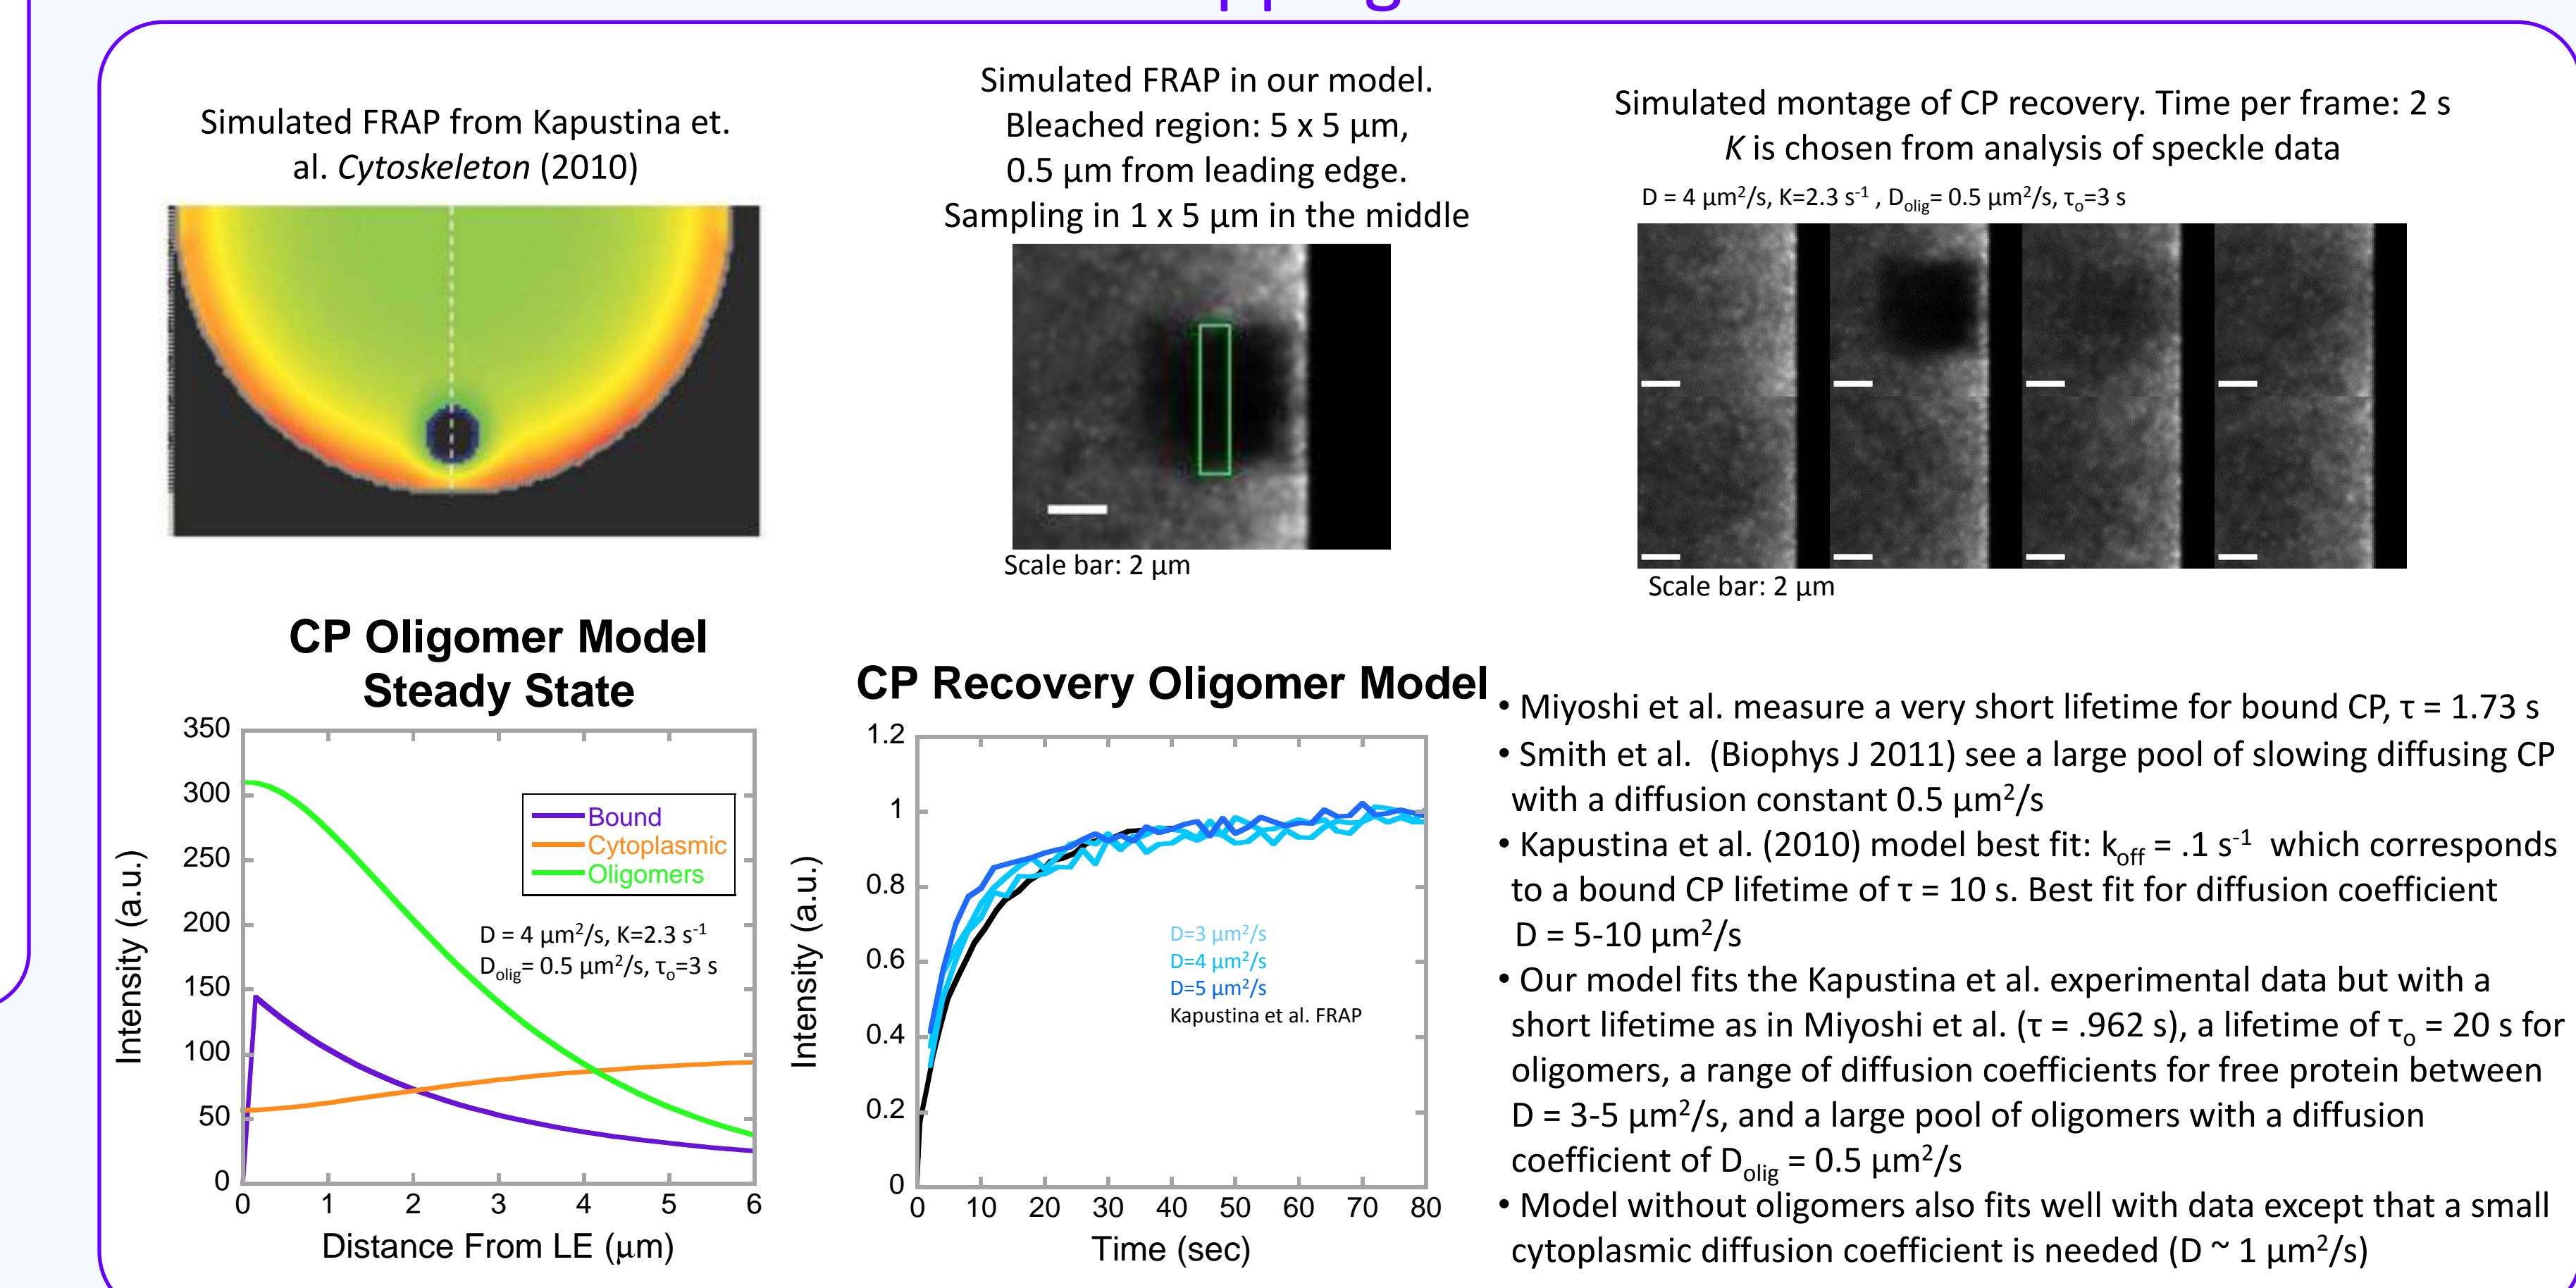 pping
Simulated FRAP from Kapustina et.
al. Cytoskeleton (2010)
Simulated FRAP in our model.
Bleached region: 5 x 5 μm,
0.5 μm from leading edge.
Sampling in 1 x 5 μm in the middle
Scale bar: 2 μm
Simulated montage of CP recovery. Time per frame: 2 s
K is chosen from analysis of speckle data
D = 4 μm²/s, K=2.3 s⁻¹ , Dolig= 0.5 μm²/s, τo=3 s
Scale bar: 2 μm
CP Oligomer Model
Steady State
350
300
250
200
150
100
50
0
Intensity (a.u.)
Bound
Cytoplasmic
Oligomers
D = 4 μm²/s, K=2.3 s⁻¹
Dolig= 0.5 μm²/s, τo=3 s
0 1 2 3 4 5 6
Distance From LE (μm)
CP Recovery Oligomer Model
1.2
1
0.8
0.6
0.4
0.2
0
Intensity (a.u.)
D=3 μm²/s
D=4 μm²/s
D=5 μm²/s
Kapustina et al. FRAP
0 10 20 30 40 50 60 70 80
Time (sec)
• Miyoshi et al. measure a very short lifetime for bound CP, τ = 1.73 s
• Smith et al. (Biophys J 2011) see a large pool of slowing diffusing CP
with a diffusion constant 0.5 μm²/s
• Kapustina et al. (2010) model best fit: koff = .1 s⁻¹ which corresponds
to a bound CP lifetime of τ = 10 s. Best fit for diffusion coefficient
D = 5-10 μm²/s
• Our model fits the Kapustina et al. experimental data but with a
short lifetime as in Miyoshi et al. (τ = .962 s), a lifetime of τo = 20 s for
oligomers, a range of diffusion coefficients for free protein between
D = 3-5 μm²/s, and a large pool of oligomers with a diffusion
coefficient of Dolig = 0.5 μm²/s
• Model without oligomers also fits well with data except that a small
cytoplasmic diffusion coefficient is needed (D ~ 1 μm²/s)